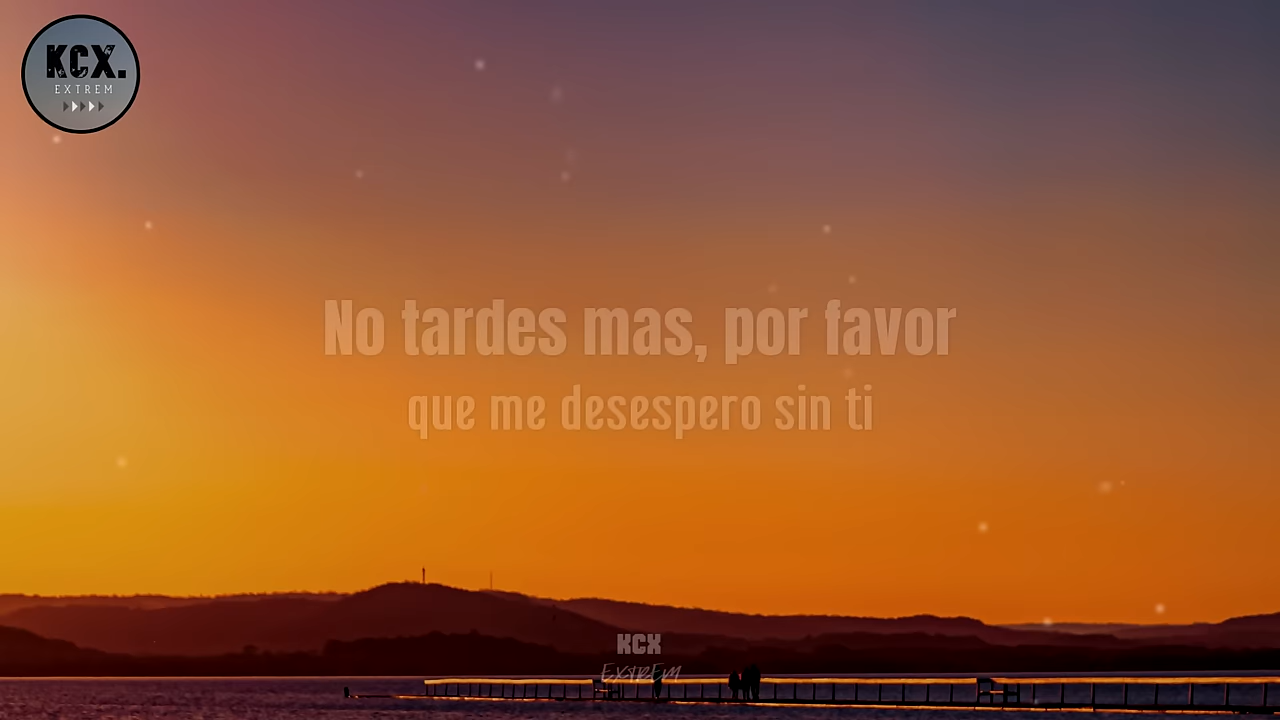 KCX.
EXTREM
No tardes mas, por favor
que me desespero sin ti
KCX
EXTREM